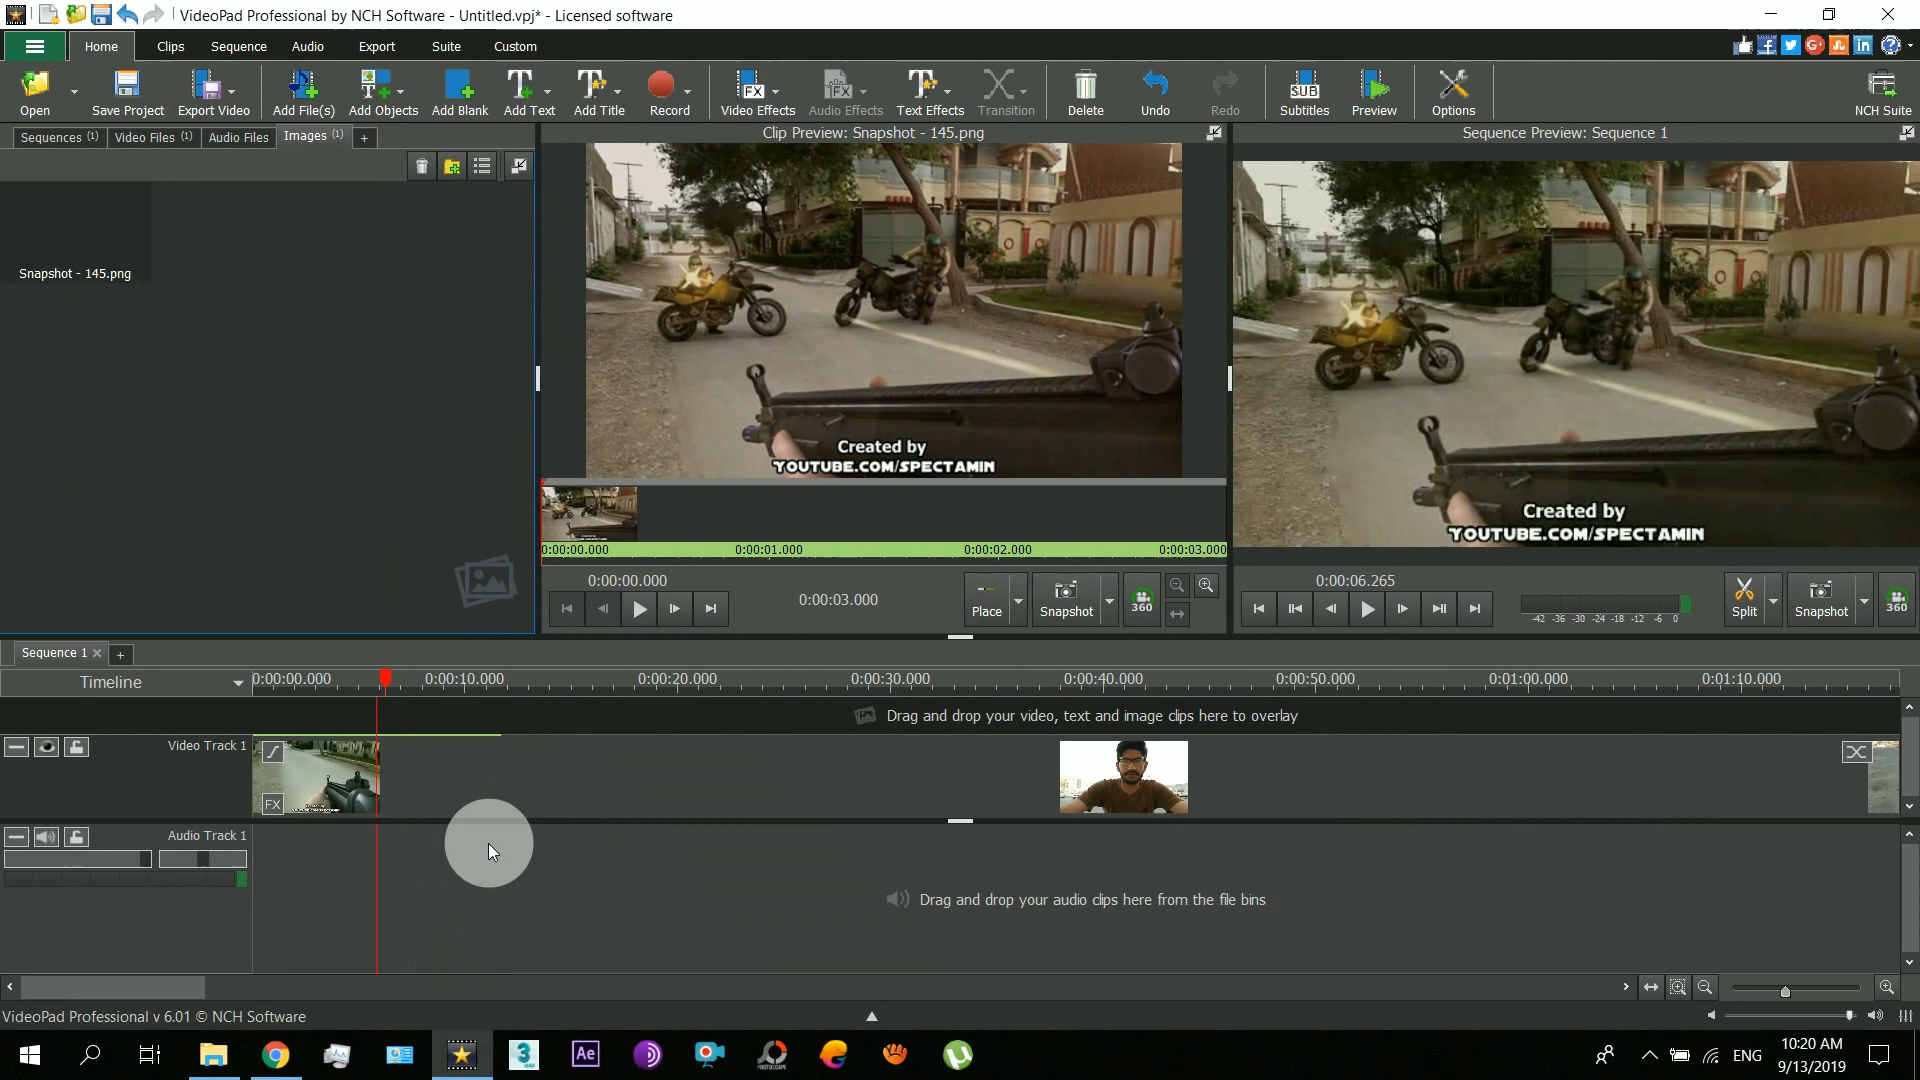 VideoPad Professional by NCH Software - Untitled.vpj* - Licensed software
Home Clips Sequence Audio Export Suite Custom
Open Save Project Export Video Add File(s) Add Objects Add Blank Add Text Add Title Record Video Effects Audio Effects Text Effects Transition Delete Undo Redo Subtitles Preview Options NCH Suite
Sequences (1) Video Files (1) Audio Files Images (1) +
Clip Preview: Snapshot - 145.png
Sequence Preview: Sequence 1
Snapshot - 145.png
Created by
YOUTUBE.COM/SPECTAMIN
Created by
YOUTUBE.COM/SPECTAMIN
0:00:00.000 0:00:01.000 0:00:02.000 0:00:03.000
0:00:00.000
0:00:03.000
Place Snapshot 360
0:00:06.265
-42 -36 -30 -24 -18 -12 -6 0
Split Snapshot 360
Sequence 1 × +
Timeline
0:00:00.000 0:00:10.000 0:00:20.000 0:00:30.000 0:00:40.000 0:00:50.000 0:01:00.000 0:01:10.000
Drag and drop your video, text and image clips here to overlay
Video Track 1
FX
Audio Track 1
Drag and drop your audio clips here from the file bins
VideoPad Professional v 6.01 © NCH Software
3 Ae ENG
10:20 AM
9/13/2019